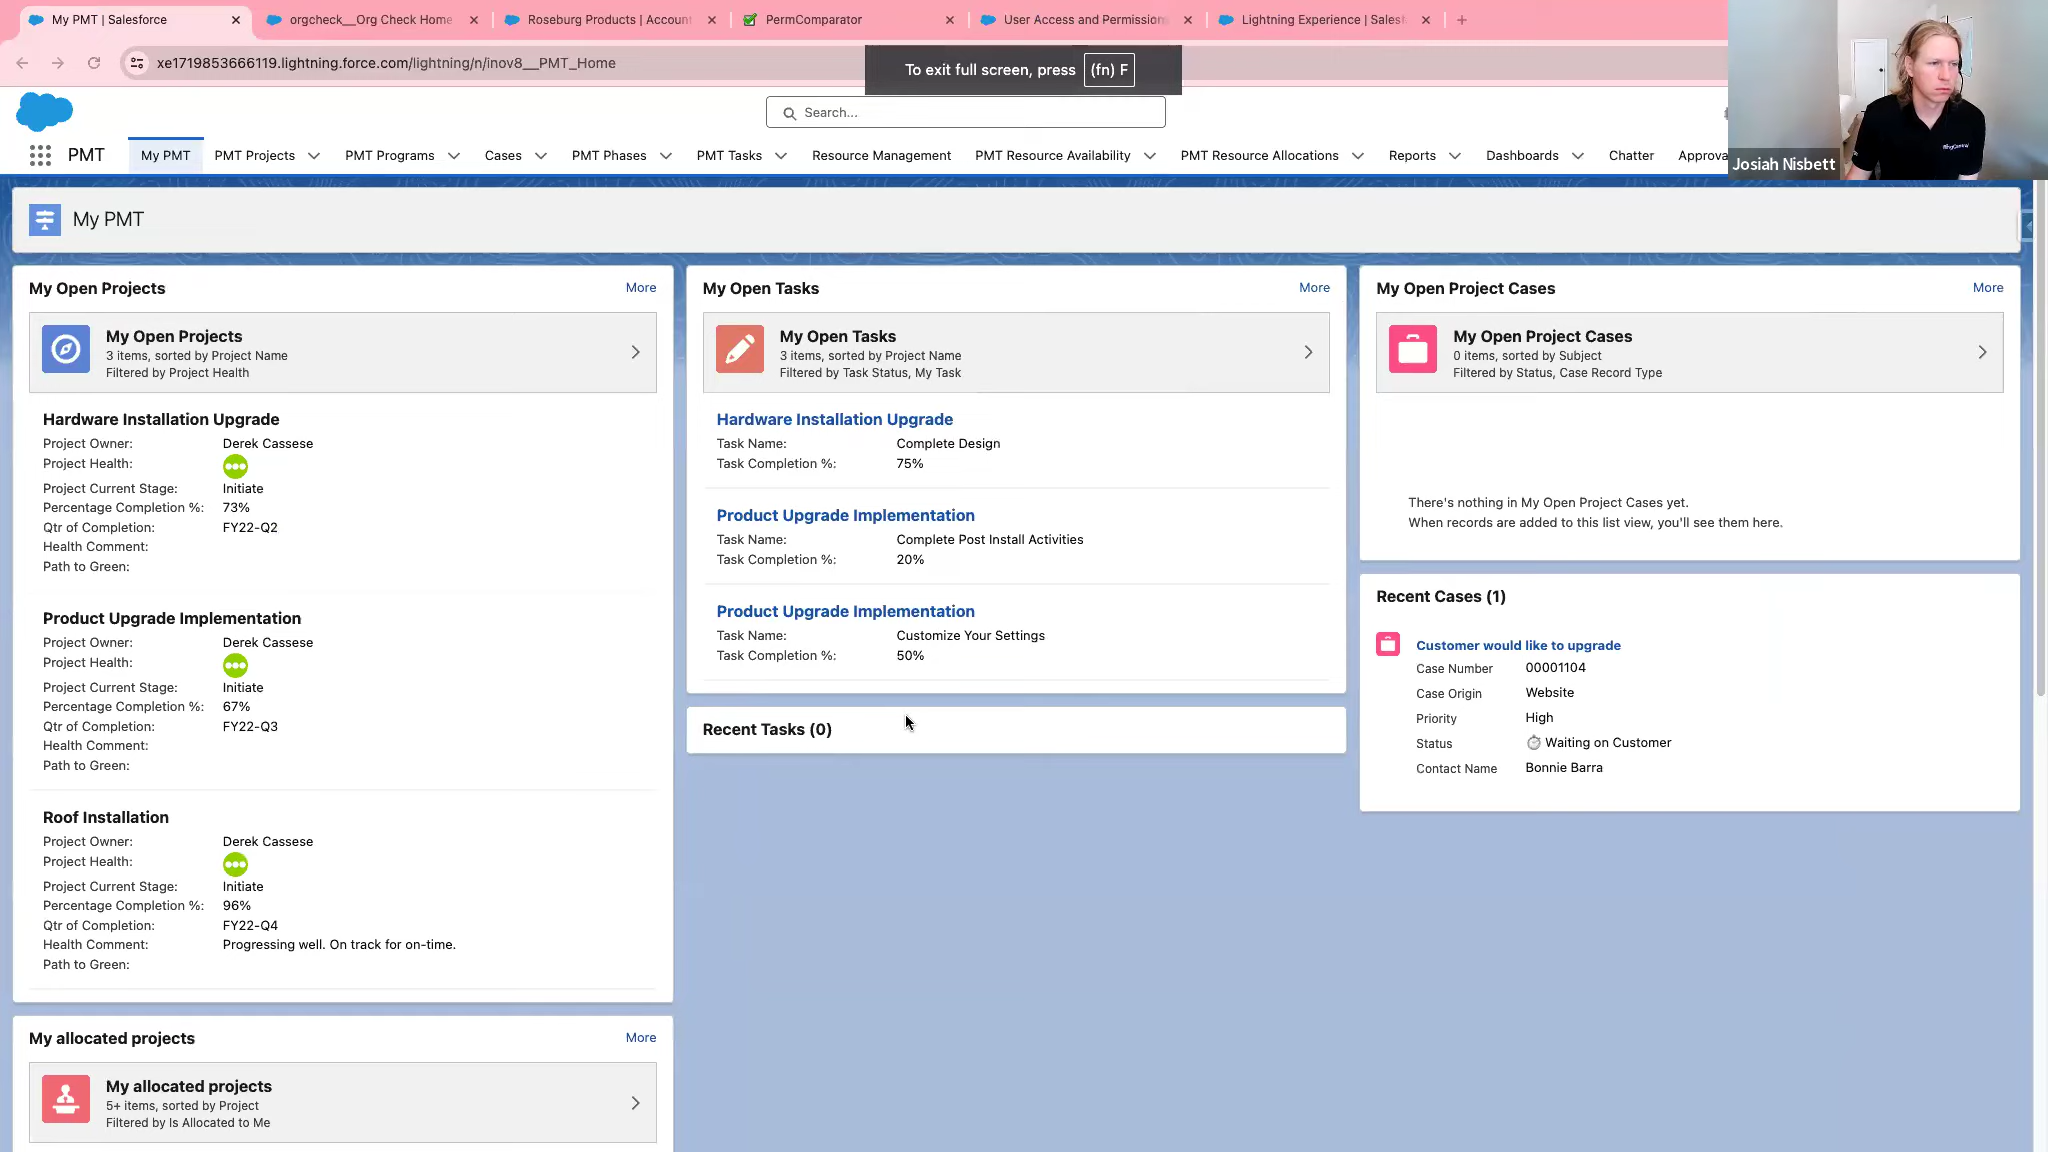 My PMT | Salesforce
orgcheck__Org Check Home
Roseburg Products | Account
PermComparator
User Access and Permission
Lightning Experience | Salesf
xe1719853666119.lightning.force.com/lightning/n/inov8__PMT_Home
To exit full screen, press (fn) F
Search...
PMT
My PMT
PMT Projects
PMT Programs
Cases
PMT Phases
PMT Tasks
Resource Management
PMT Resource Availability
PMT Resource Allocations
Reports
Dashboards
Chatter
Approva
RingCentral
Josiah Nisbett
My PMT
My Open Projects
More
My Open Projects
3 items, sorted by Project Name
Filtered by Project Health
Hardware Installation Upgrade
Project Owner: Derek Cassese
Project Health:
Project Current Stage: Initiate
Percentage Completion %: 73%
Qtr of Completion: FY22-Q2
Health Comment:
Path to Green:
Product Upgrade Implementation
Project Owner: Derek Cassese
Project Health:
Project Current Stage: Initiate
Percentage Completion %: 67%
Qtr of Completion: FY22-Q3
Health Comment:
Path to Green:
Roof Installation
Project Owner: Derek Cassese
Project Health:
Project Current Stage: Initiate
Percentage Completion %: 96%
Qtr of Completion: FY22-Q4
Health Comment: Progressing well. On track for on-time.
Path to Green:
My allocated projects
More
My allocated projects
5+ items, sorted by Project
Filtered by Is Allocated to Me
My Open Tasks
More
My Open Tasks
3 items, sorted by Project Name
Filtered by Task Status, My Task
Hardware Installation Upgrade
Task Name: Complete Design
Task Completion %: 75%
Product Upgrade Implementation
Task Name: Complete Post Install Activities
Task Completion %: 20%
Product Upgrade Implementation
Task Name: Customize Your Settings
Task Completion %: 50%
Recent Tasks (0)
My Open Project Cases
More
My Open Project Cases
0 items, sorted by Subject
Filtered by Status, Case Record Type
There's nothing in My Open Project Cases yet.
When records are added to this list view, you'll see them here.
Recent Cases (1)
Customer would like to upgrade
Case Number 00001104
Case Origin Website
Priority High
Status Waiting on Customer
Contact Name Bonnie Barra